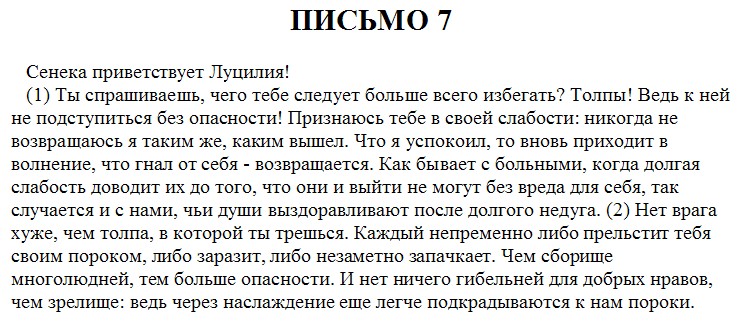 ПИСЬМО 7
Сенека приветствует Луцилия!
(1) Ты спрашиваешь, чего тебе следует больше всего избегать? Толпы! Ведь к ней
не подступиться без опасности! Признаюсь тебе в своей слабости: никогда не
возвращаюсь я таким же, каким вышел. Что я успокоил, то вновь приходит в
волнение, что гнал от себя - возвращается. Как бывает с больными, когда долгая
слабость доводит их до того, что они и выйти не могут без вреда для себя, так
случается и с нами, чьи души выздоравливают после долгого недуга. (2) Нет врага
хуже, чем толпа, в которой ты трешься. Каждый непременно либо прельстит тебя
своим пороком, либо заразит, либо незаметно запачкает. Чем сборище
многолюдней, тем больше опасности. И нет ничего гибельней для добрых нравов,
чем зрелище: ведь через наслаждение еще легче подкрадываются к нам пороки.